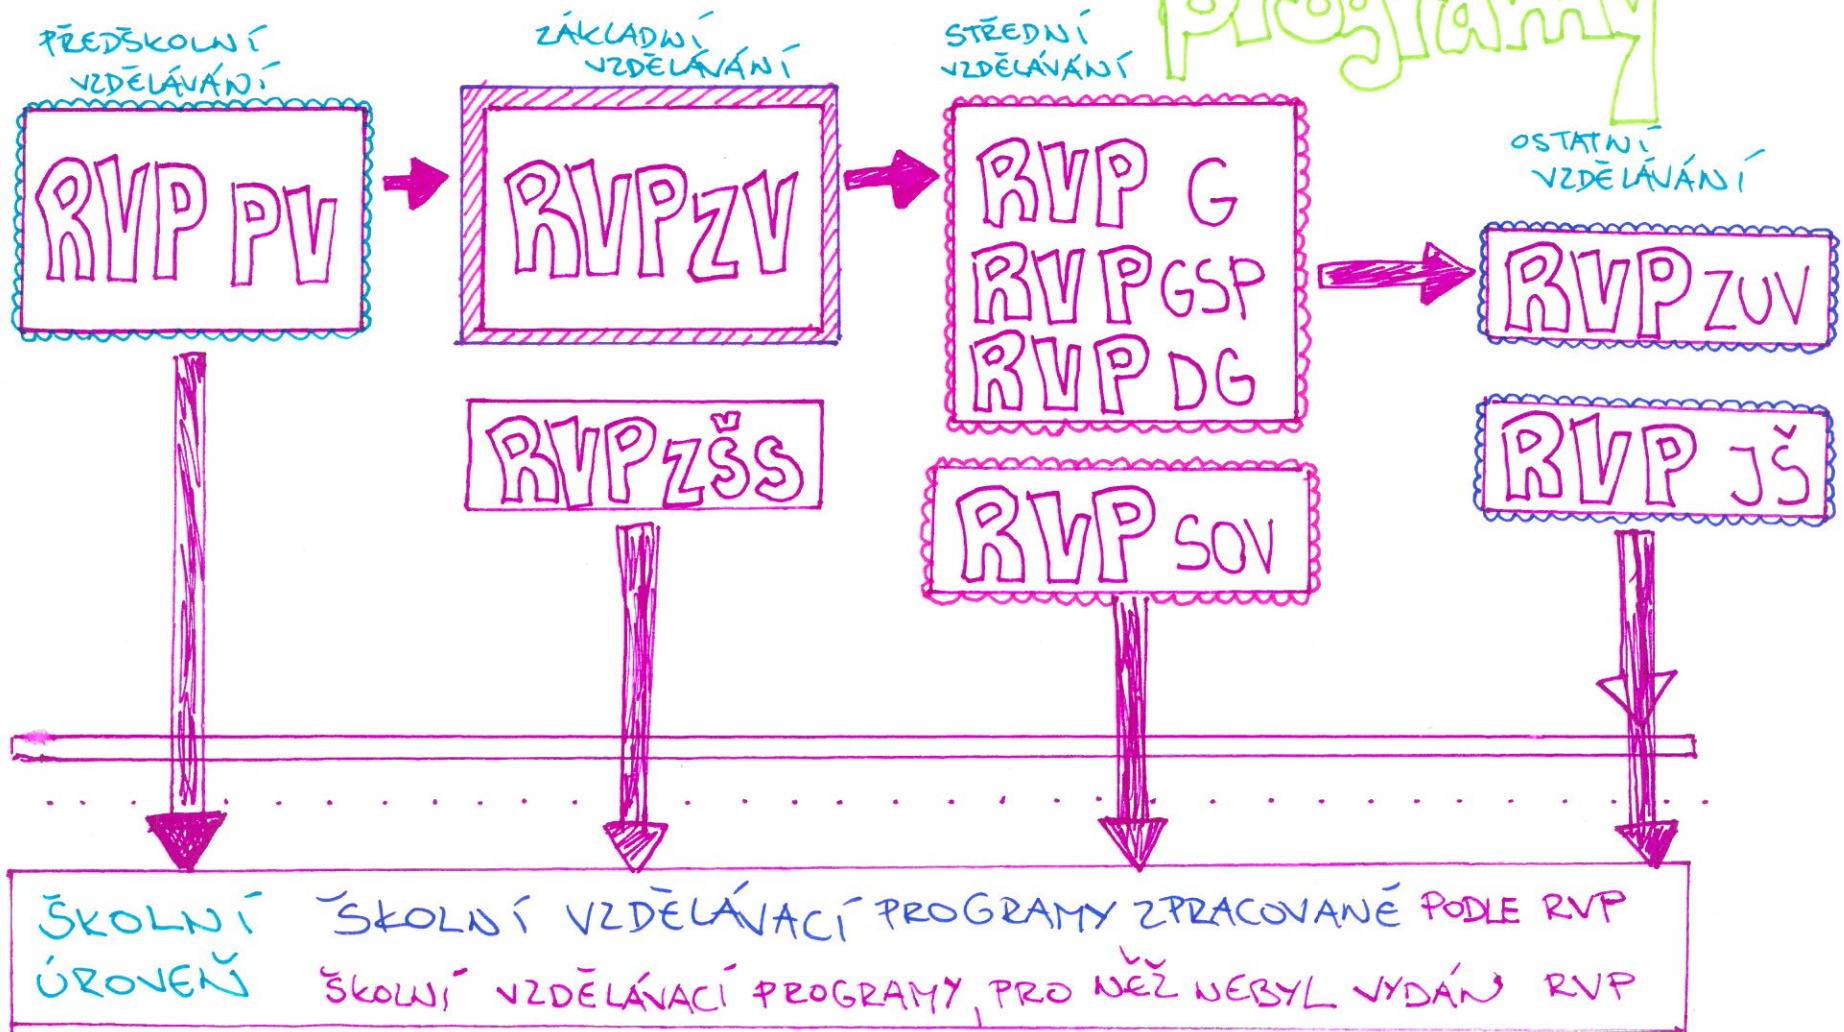 programy
PŘEDŠKOLNÍ
VZDĚLÁVÁNÍ
RVP PV
ZÁKLADNÍ
VZDĚLÁVÁNÍ
RVP ZV
RVP ZŠS
STŘEDNÍ
VZDĚLÁVÁNÍ
RVP G
RVP GSP
RVP DG
RVP SOV
OSTATNÍ
VZDĚLÁVÁNÍ
RVP ZUV
RVP JŠ
ŠKOLNÍ
ÚROVEŇ
ŠKOLNÍ VZDĚLÁVACÍ PROGRAMY ZPRACOVANÉ PODLE RVP
ŠKOLNÍ VZDĚLÁVACÍ PROGRAMY, PRO NĚŽ NEBYL VYDÁN RVP